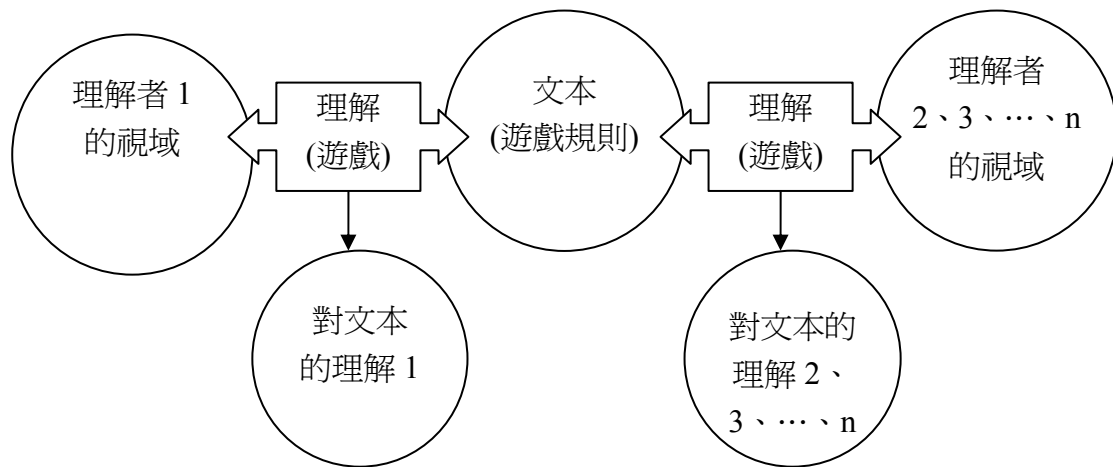 理解者 1
的視域
理解
(遊戲)
文本
(遊戲規則)
理解
(遊戲)
理解者
2、3、…、n
的視域
對文本
的理解 1
對文本的
理解 2、
3、…、n